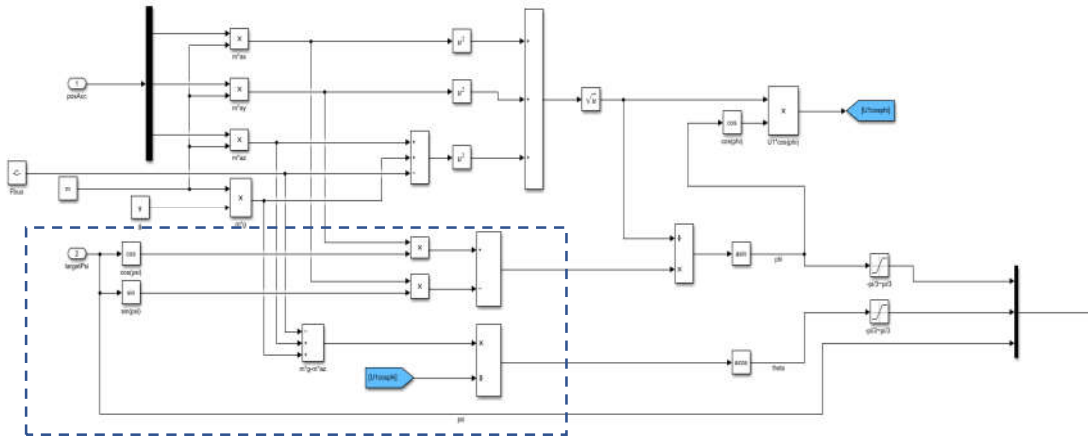 1
posAcc.
X
m*ax
X
m*ay
X
m*az
-C-
Fbuo
m
g
X
m*g
u²
u²
u²
+
+
+
+
+
−
√u
cos
cos(phi)
X
U1*cos(phi)
[U1cosphi]
2
targetPsi
cos
cos(psi)
sin
sin(psi)
X
X
+
−
÷
X
asin
phi
-pi/3~pi/3
-pi/3~pi/3
−
+
+
m*g-m*az
[U1cosphi]
X
÷
acos
theta
psi